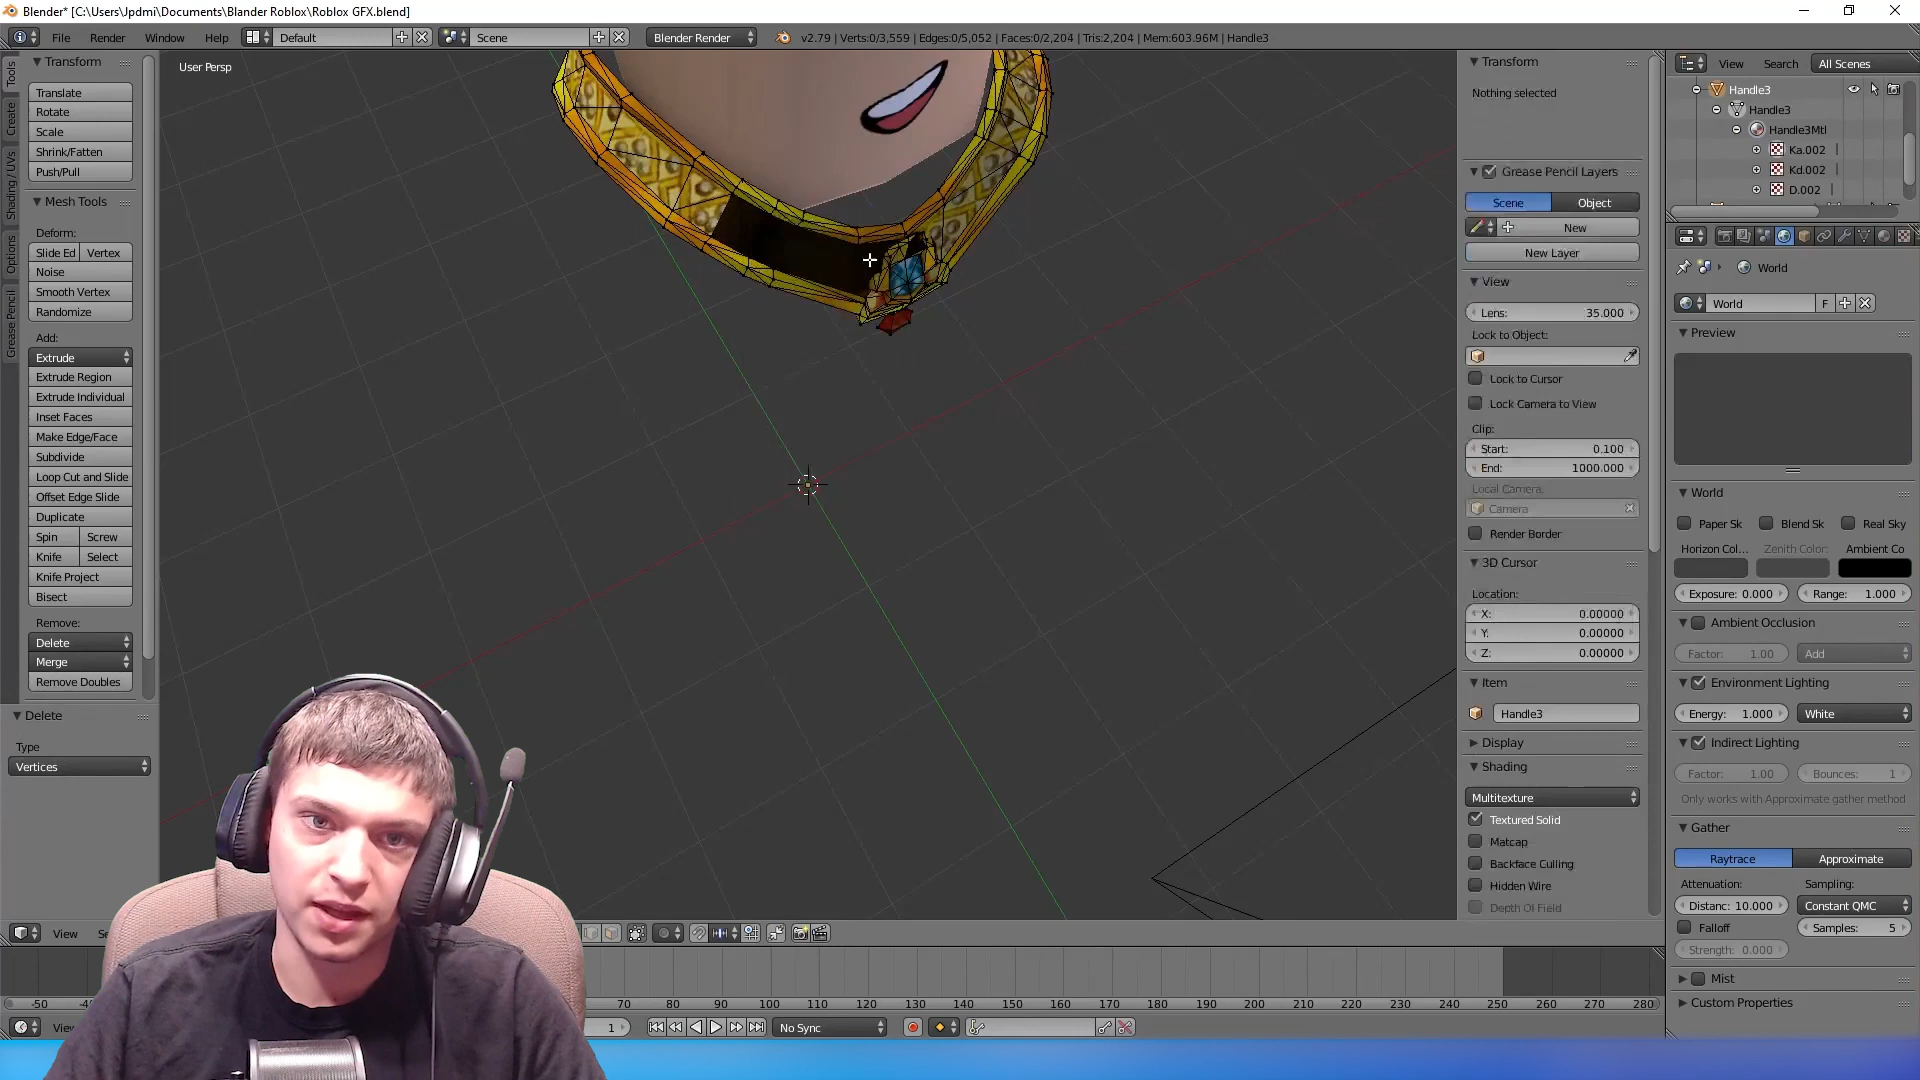 Blender* [C:\Users\Jpdmi\Documents\Blander Roblox\Roblox GFX.blend]
File Render Window Help Default Scene Blender Render v2.79 | Verts:0/3,559 | Edges:0/5,052 | Faces:0/2,204 | Tris:2,204 | Mem:603.96M | Handle3
Tools
Create
Shading / UVs
Options
Grease Pencil
Transform
Translate
Rotate
Scale
Shrink/Fatten
Push/Pull
Mesh Tools
Deform:
Slide Ed Vertex
Noise
Smooth Vertex
Randomize
Add:
Extrude
Extrude Region
Extrude Individual
Inset Faces
Make Edge/Face
Subdivide
Loop Cut and Slide
Offset Edge Slide
Duplicate
Spin Screw
Knife Select
Knife Project
Bisect
Remove:
Delete
Merge
Remove Doubles
Delete
Type
Vertices
User Persp
Transform
Nothing selected
Grease Pencil Layers
Scene Object
New
New Layer
View
Lens: 35.000
Lock to Object:
Lock to Cursor
Lock Camera to View
Clip:
Start: 0.100
End: 1000.000
Local Camera:
Camera
Render Border
3D Cursor
Location:
X: 0.00000
Y: 0.00000
Z: 0.00000
Item
Handle3
Display
Shading
Multitexture
Textured Solid
Matcap
Backface Culling
Hidden Wire
Depth Of Field
View Search All Scenes
Handle3
Handle3
Handle3Mtl
Ka.002
Kd.002
D.002
World
World F
Preview
World
Paper Sk Blend Sk Real Sky
Horizon Col... Zenith Color: Ambient Co
Exposure: 0.000 Range: 1.000
Ambient Occlusion
Factor: 1.00 Add
Environment Lighting
Energy: 1.000 White
Indirect Lighting
Factor: 1.00 Bounces: 1
Only works with Approximate gather method
Gather
Raytrace Approximate
Attenuation: Sampling:
Distanc: 10.000 Constant QMC
Falloff Samples: 5
Strength: 0.000
Mist
Custom Properties
View
-50 70 80 90 100 110 120 130 140 150 160 170 180 190 200 210 220 230 240 250 260 270 280
1 No Sync